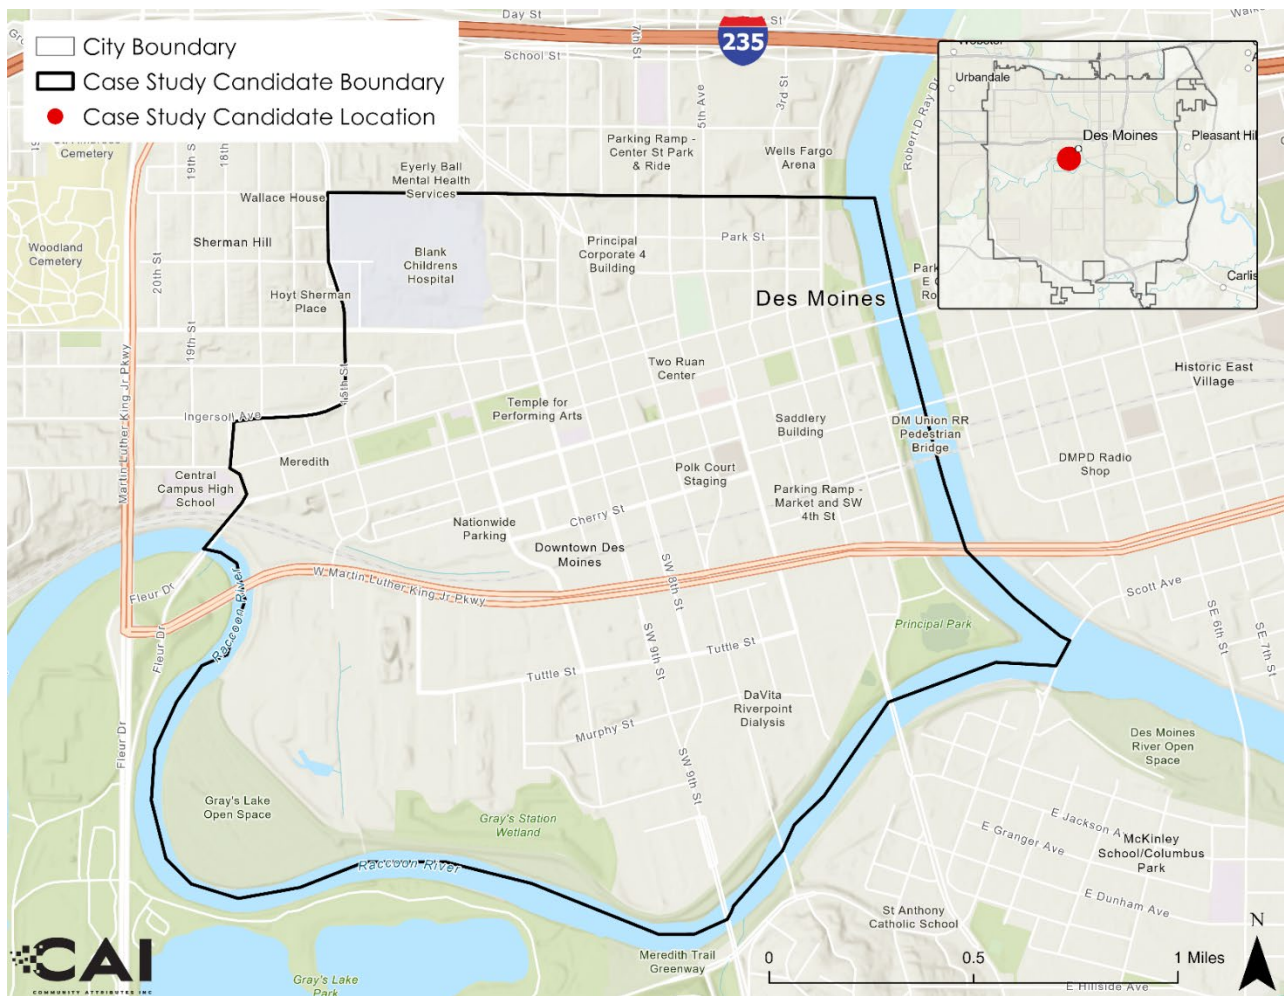 City Boundary
Case Study Candidate Boundary
Case Study Candidate Location
Day St
School St
7th St
235
5th Ave
3rd St
Robert D Ray Dr
Urbandale
Des Moines
Pleasant Hil
Carlis
Cemetery
19th S
18th
Wallace House
Eyerly Ball
Mental Health
Services
Parking Ramp -
Center St Park
& Ride
Wells Fargo
Arena
Woodland
Cemetery
Sherman Hill
20th St
Blank
Childrens
Hospital
Principal
Corporate 4
Building
Park St
Hoyt Sherman
Place
Des Moines
19th St
Martin Luther King Jr Pkwy
Two Ruan
Center
Historic East
Village
15th St
Ingersoll Ave
Temple for
Performing Arts
Saddlery
Building
DM Union RR
Pedestrian
Bridge
Meredith
Central
Campus High
School
Polk Court
Staging
Parking Ramp -
Market and SW
4th St
DMPD Radio
Shop
Nationwide
Parking
Cherry St
Downtown Des
Moines
W Martin Luther King Jr Pkwy
SW 8th St
Scott Ave
Fleur Dr
Fleur Dr
Raccoon River
Principal Park
SE 6th St
SE 7th St
SW 9th St
Tuttle St
Tuttle St
DaVita
Riverpoint
Dialysis
Murphy St
Fleur Dr
Des Moines
River Open
Space
SW 9th St
Gray's Lake
Open Space
Gray's Station
Wetland
E Jackson Av
E Granger Ave
McKinley
School/Columbus
Park
Raccoon River
E Dunham Ave
St Anthony
Catholic School
Meredith Trail
Greenway
Gray's Lake
Park
E Hillside Ave
0 0.5 1 Miles
N
CAI
COMMUNITY ATTRIBUTES INC